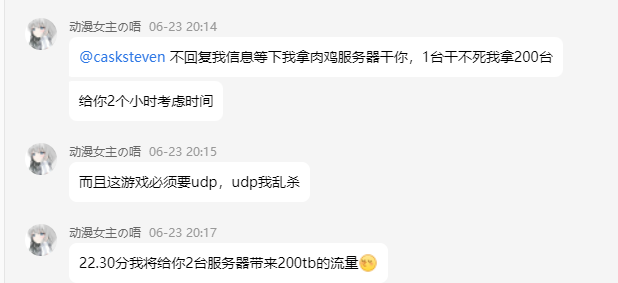 动漫女主の唔 06-23 20:14
@casksteven 不回复我信息等下我拿肉鸡服务器干你，1台干不死我拿200台
给你2个小时考虑时间
动漫女主の唔 06-23 20:15
而且这游戏必须要udp，udp我乱杀
动漫女主の唔 06-23 20:17
22.30分我将给你2台服务器带来200tb的流量